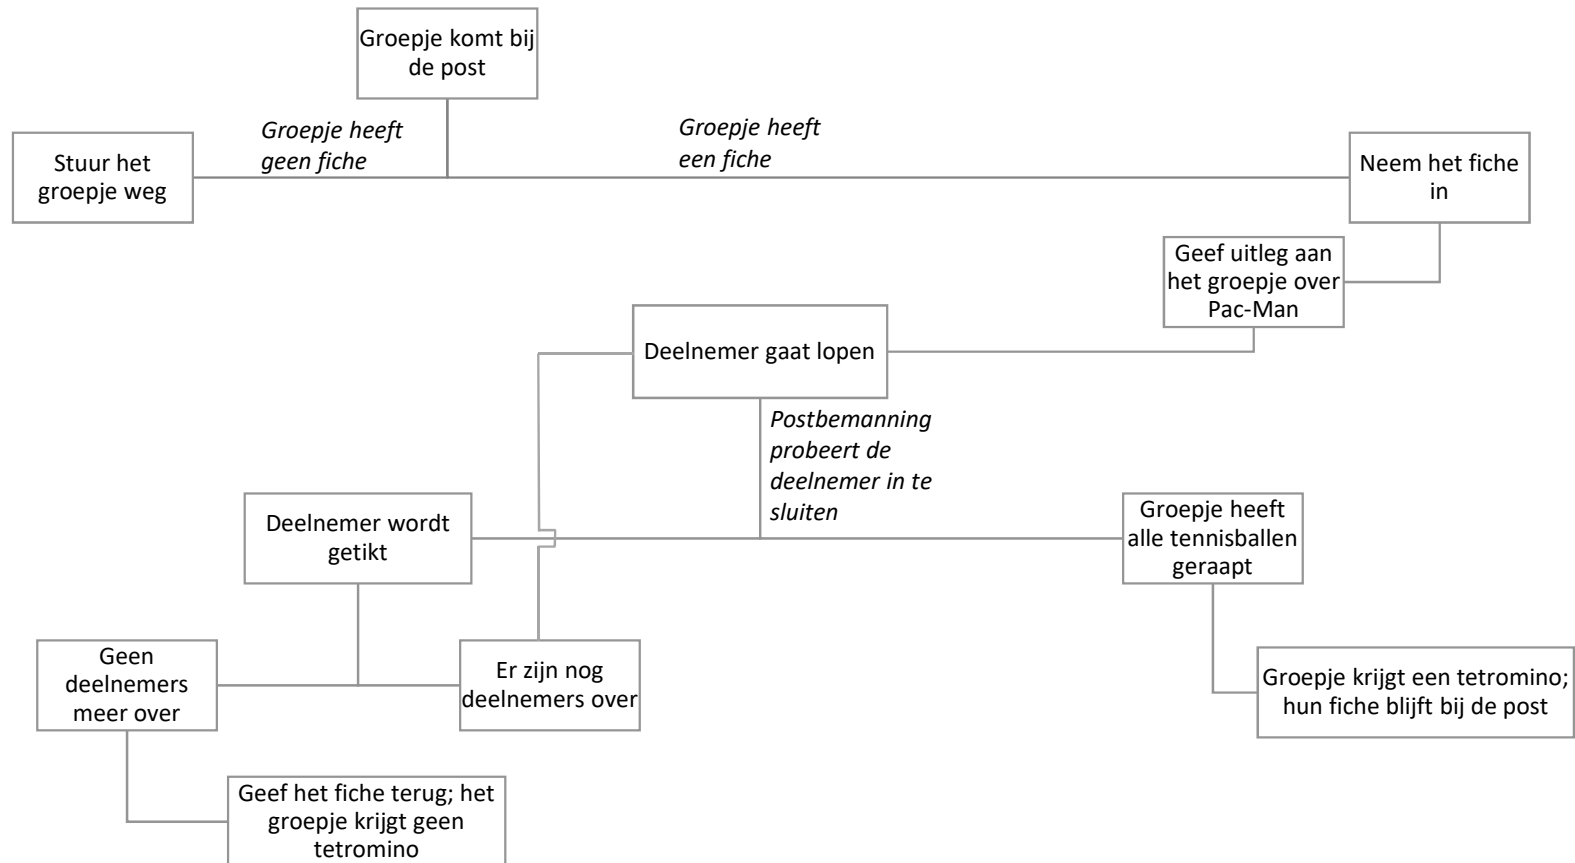 Groepje komt bij
de post
Groepje heeft
geen fiche
Groepje heeft
een fiche
Stuur het
groepje weg
Neem het fiche
in
Geef uitleg aan
het groepje over
Pac-Man
Deelnemer gaat lopen
Postbemanning
probeert de
deelnemer in te
sluiten
Deelnemer wordt
getikt
Groepje heeft
alle tennisballen
geraapt
Geen
deelnemers
meer over
Er zijn nog
deelnemers over
Groepje krijgt een tetromino;
hun fiche blijft bij de post
Geef het fiche terug; het
groepje krijgt geen
tetromino